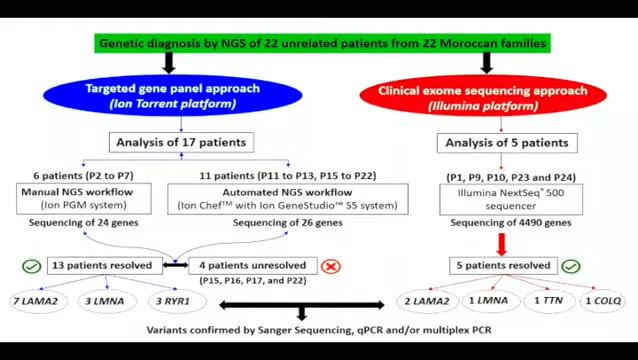 Genetic diagnosis by NGS of 22 unrelated patients from 22 Moroccan families
Targeted gene panel approach
(Ion Torrent platform)
Clinical exome sequencing approach
(Illumina platform)
Analysis of 17 patients
Analysis of 5 patients
6 patients (P2 to P7)
11 patients (P11 to P13, P15 to P22)
(P1, P9, P10, P23 and P24)
Manual NGS workflow
(Ion PGM system)
Automated NGS workflow
(Ion Chef™ with Ion GeneStudio™ S5 system)
Illumina NextSeq® 500
sequencer
Sequencing of 24 genes
Sequencing of 26 genes
Sequencing of 4490 genes
13 patients resolved
4 patients unresolved
(P15, P16, P17, and P22)
5 patients resolved
7 LAMA2
3 LMNA
3 RYR1
2 LAMA2
1 LMNA
1 TTN
1 COLQ
Variants confirmed by Sanger Sequencing, qPCR and/or multiplex PCR